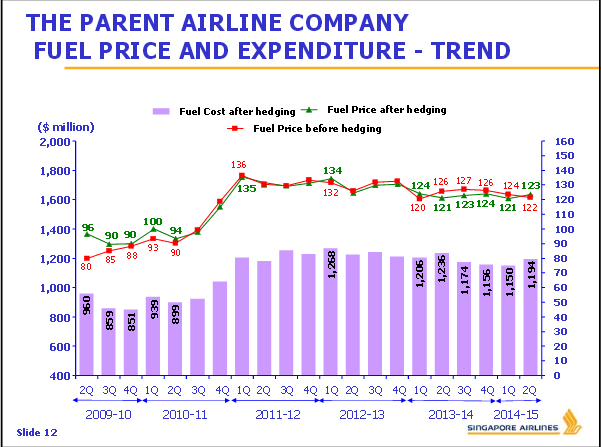 THE PARENT AIRLINE COMPANY
FUEL PRICE AND EXPENDITURE - TREND
Fuel Cost after hedging
Fuel Price after hedging
Fuel Price before hedging
($ million)
2,000
1,800
1,600
1,400
1,200
1,000
800
600
400
160
150
140
130
120
110
100
90
80
70
60
50
40
30
20
10
0
96 90 90 100 94 135 134 124 121 123 124 121 123
80 85 88 93 90 136 132 120 126 127 126 124 122
960 859 851 939 899 1,268 1,206 1,236 1,174 1,156 1,150 1,194
2Q 3Q 4Q 1Q 2Q 3Q 4Q 1Q 2Q 3Q 4Q 1Q 2Q 3Q 4Q 1Q 2Q 3Q 4Q 1Q 2Q
2009-10 2010-11 2011-12 2012-13 2013-14 2014-15
Slide 12
SINGAPORE AIRLINES